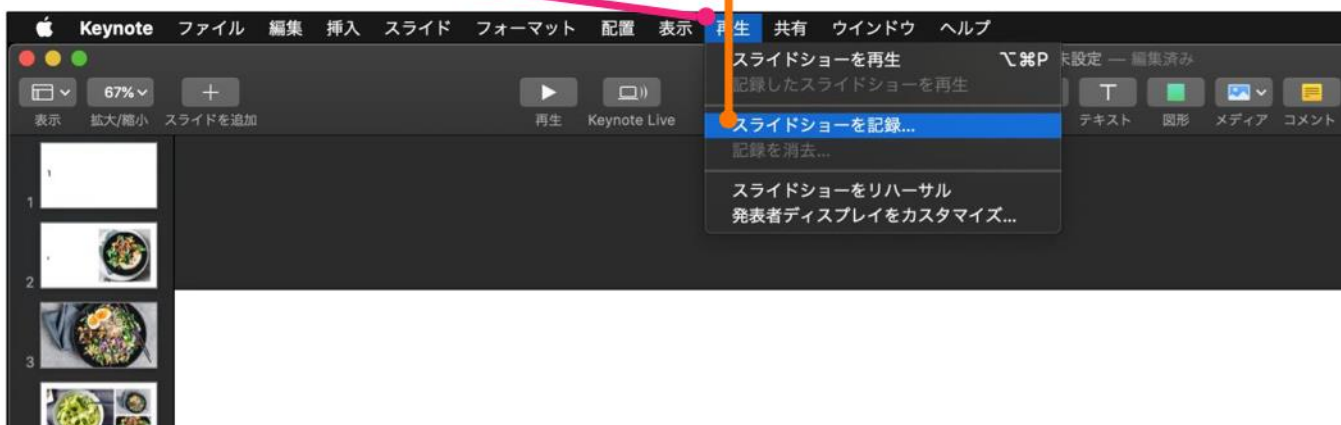 Keynote ファイル 編集 挿入 スライド フォーマット 配置 表示 再生 共有 ウインドウ ヘルプ
スライドショーを再生 ⌥⌘P
未設定 — 編集済み
67%
記録したスライドショーを再生
T
表示 拡大/縮小 スライドを追加 再生 Keynote Live
テキスト 図形 メディア コメント
スライドショーを記録...
記録を消去...
スライドショーをリハーサル
発表者ディスプレイをカスタマイズ...
1
2
3